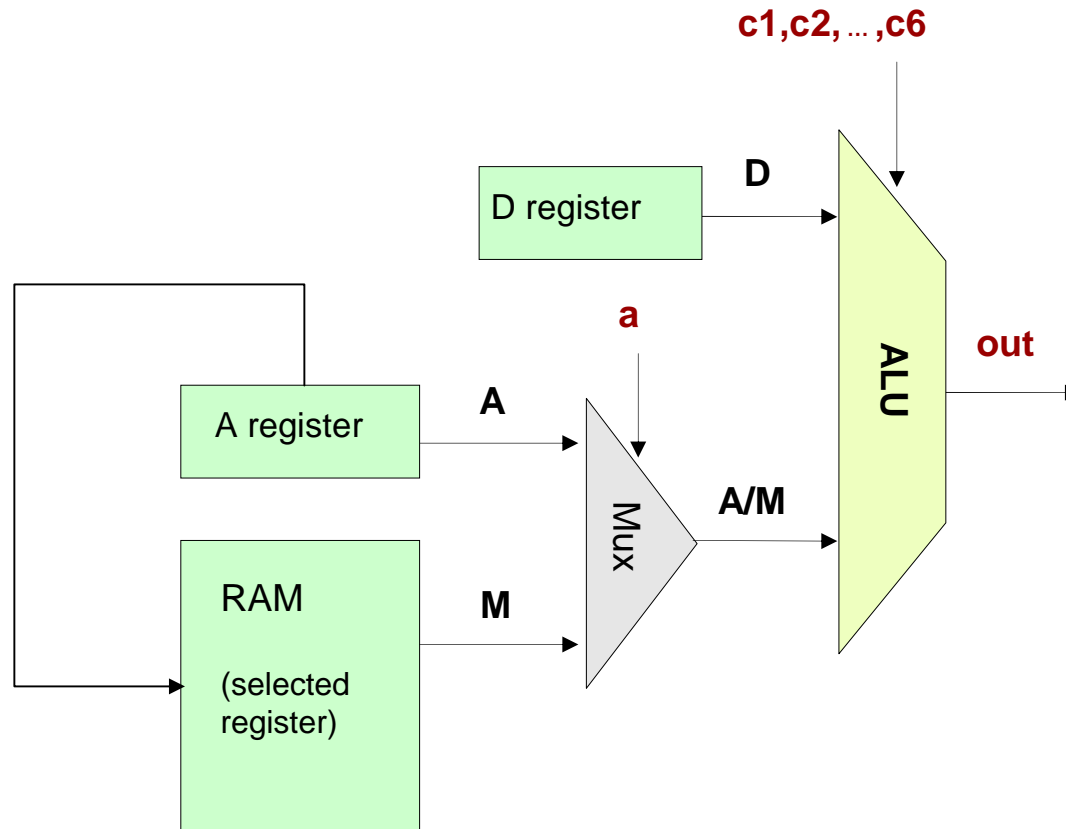 c1,c2, ... ,c6
D register
D
a
ALU
out
A register
A
Mux
A/M
RAM
M
(selected
register)